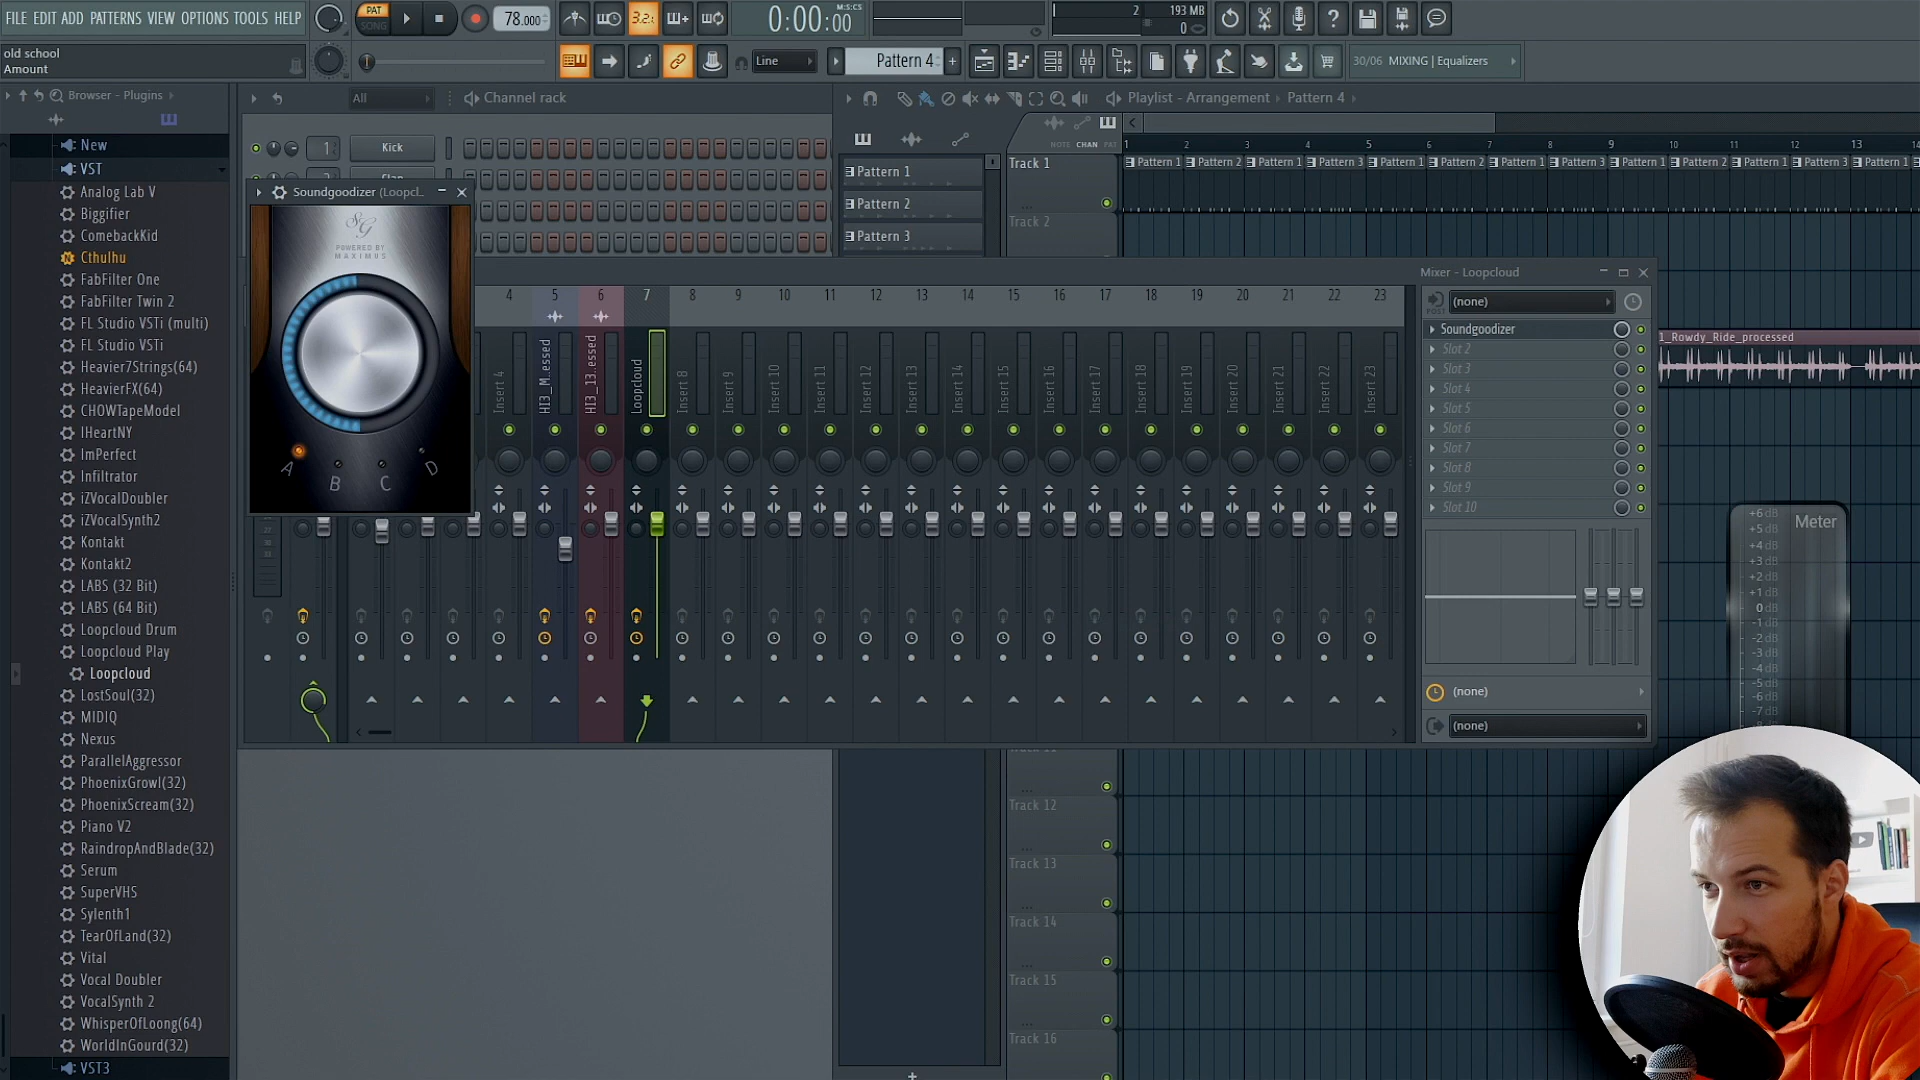 FILE EDIT ADD PATTERNS VIEW OPTIONS TOOLS HELP
PAT
SONG
78.000
3.2:
0:00:00
M:S:CS
2
193 MB
0
old school
Amount
Line
Pattern 4
30/06 MIXING | Equalizers
Browser - Plugins
All
Channel rack
Playlist - Arrangement
Pattern 4
New
VST
Analog Lab V
Biggifier
ComebackKid
Cthulhu
FabFilter One
FabFilter Twin 2
FL Studio VSTi (multi)
FL Studio VSTi
Heavier7Strings(64)
HeavierFX(64)
CHOWTapeModel
IHeartNY
ImPerfect
Infiltrator
iZVocalDoubler
iZVocalSynth2
Kontakt
Kontakt2
LABS (32 Bit)
LABS (64 Bit)
Loopcloud Drum
Loopcloud Play
Loopcloud
LostSoul(32)
MIDIQ
Nexus
ParallelAggressor
PhoenixGrowl(32)
PhoenixScream(32)
Piano V2
RaindropAndBlade(32)
Serum
SuperVHS
Sylenth1
TearOfLand(32)
Vital
Vocal Doubler
VocalSynth 2
WhisperOfLoong(64)
WorldInGourd(32)
VST3
1
Kick
Soundgoodizer (Loopcl...
SG
POWERED BY
MAXIMUS
A
B
C
D
Pattern 1
Pattern 2
Pattern 3
NOTE CHAN PAT
1 2 3 4 5 6 7 8 9 10 11 12 13 14
Pattern 1 Pattern 2 Pattern 1 Pattern 3 Pattern 1 Pattern 2 Pattern 1 Pattern 3 Pattern 1 Pattern 2 Pattern 1 Pattern 3 Pattern 1
Track 1
Track 2
Mixer - Loopcloud
4 5 6 7 8 9 10 11 12 13 14 15 16 17 18 19 20 21 22 23
Insert 4
HI3_M..essed
HI3_13..essed
Loopcloud
Insert 8
Insert 9
Insert 10
Insert 11
Insert 12
Insert 13
Insert 14
Insert 15
Insert 16
Insert 17
Insert 18
Insert 19
Insert 20
Insert 21
Insert 22
Insert 23
POST
(none)
Soundgoodizer
Slot 2
Slot 3
Slot 4
Slot 5
Slot 6
Slot 7
Slot 8
Slot 9
Slot 10
(none)
(none)
1_Rowdy_Ride_processed
Meter
+6 dB
+5 dB
+4 dB
+3 dB
+2 dB
+1 dB
0 dB
-1 dB
-2 dB
-3 dB
-4 dB
-5 dB
-6 dB
-7 dB
Track 12
Track 13
Track 14
Track 15
Track 16